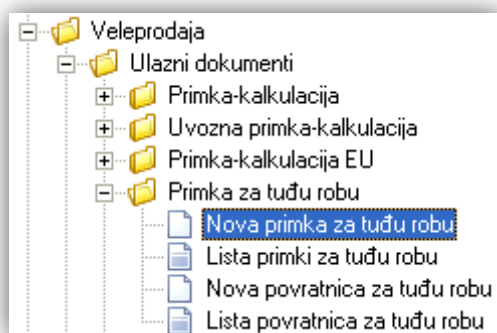 Veleprodaja
Ulazni dokumenti
Primka-kalkulacija
Uvozna primka-kalkulacija
Primka-kalkulacija EU
Primka za tuđu robu
Nova primka za tuđu robu
Lista primki za tuđu robu
Nova povratnica za tuđu robu
Lista povratnica za tuđu robu